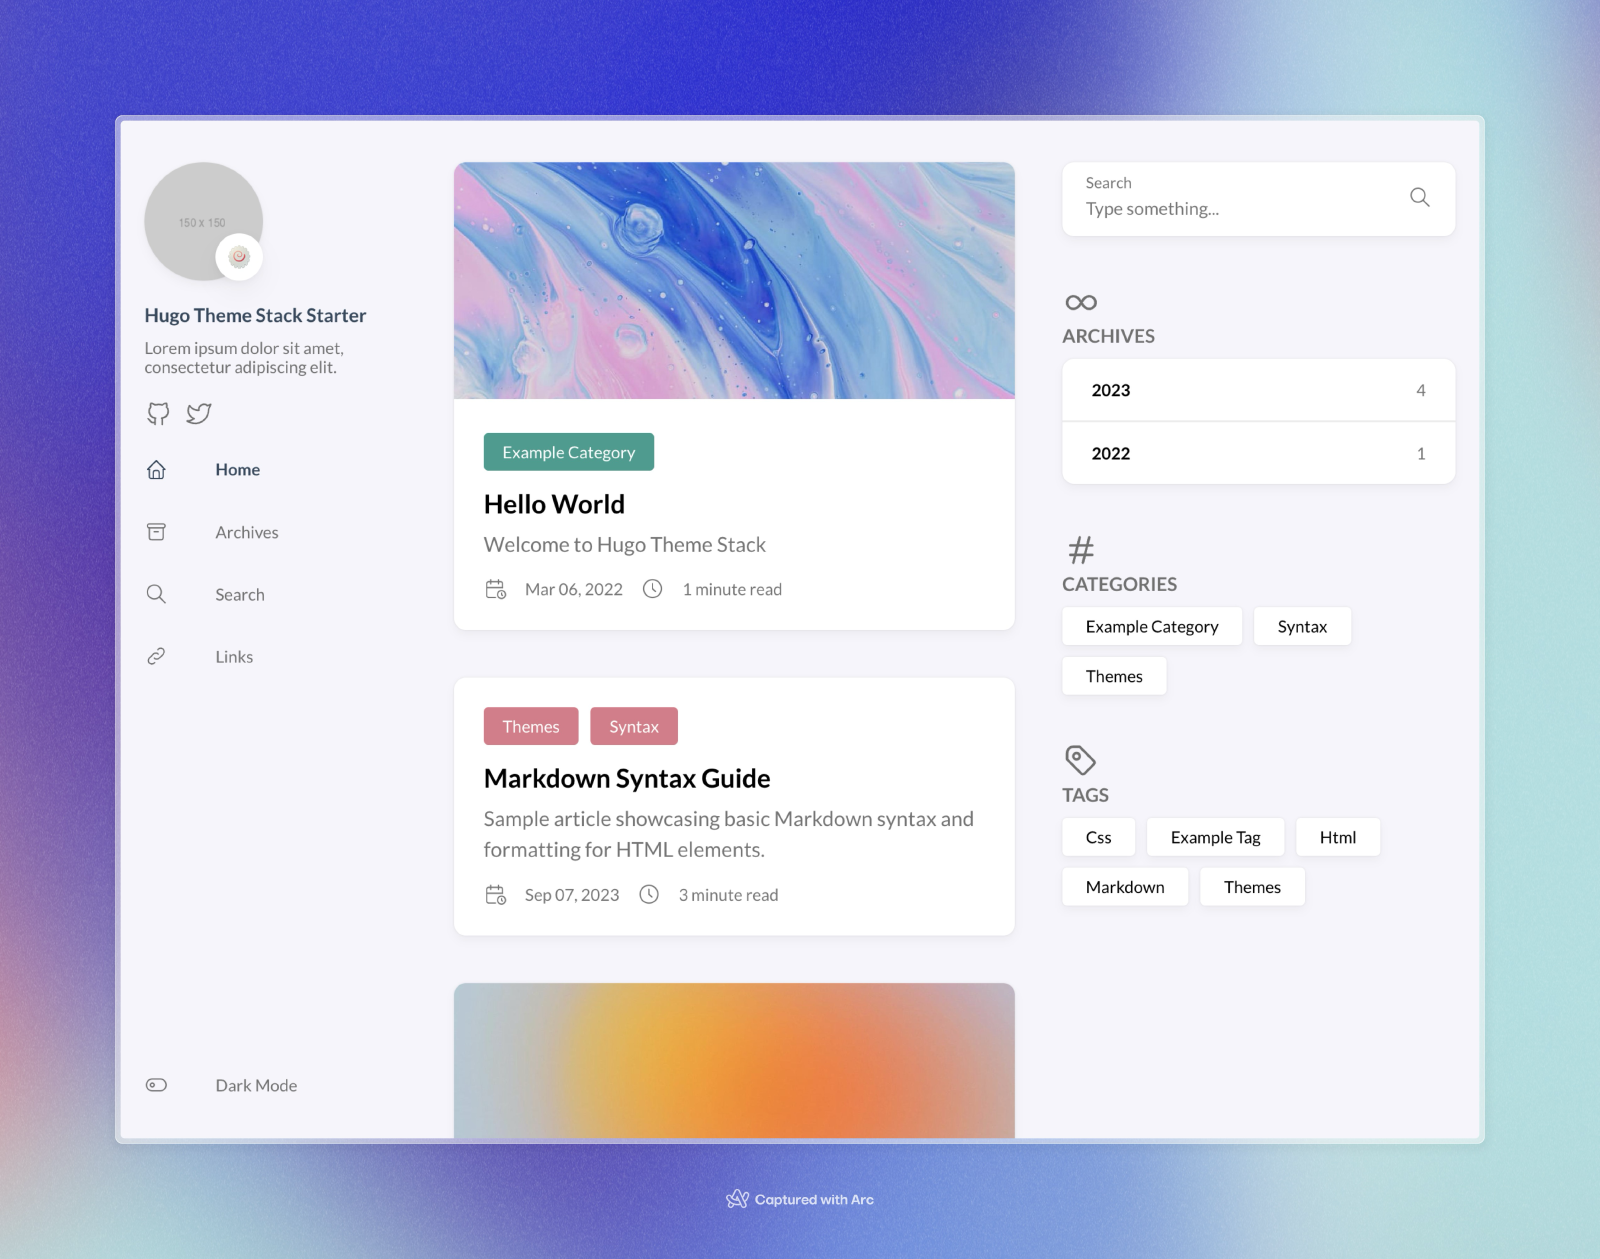 150 x 150
Hugo Theme Stack Starter
Lorem ipsum dolor sit amet,
consectetur adipiscing elit.
Home
Archives
Search
Links
Dark Mode
Example Category
Hello World
Welcome to Hugo Theme Stack
Mar 06, 2022 1 minute read
Themes Syntax
Markdown Syntax Guide
Sample article showcasing basic Markdown syntax and
formatting for HTML elements.
Sep 07, 2023 3 minute read
Search
Type something...
ARCHIVES
2023 4
2022 1
CATEGORIES
Example Category Syntax
Themes
TAGS
Css Example Tag Html
Markdown Themes
Captured with Arc